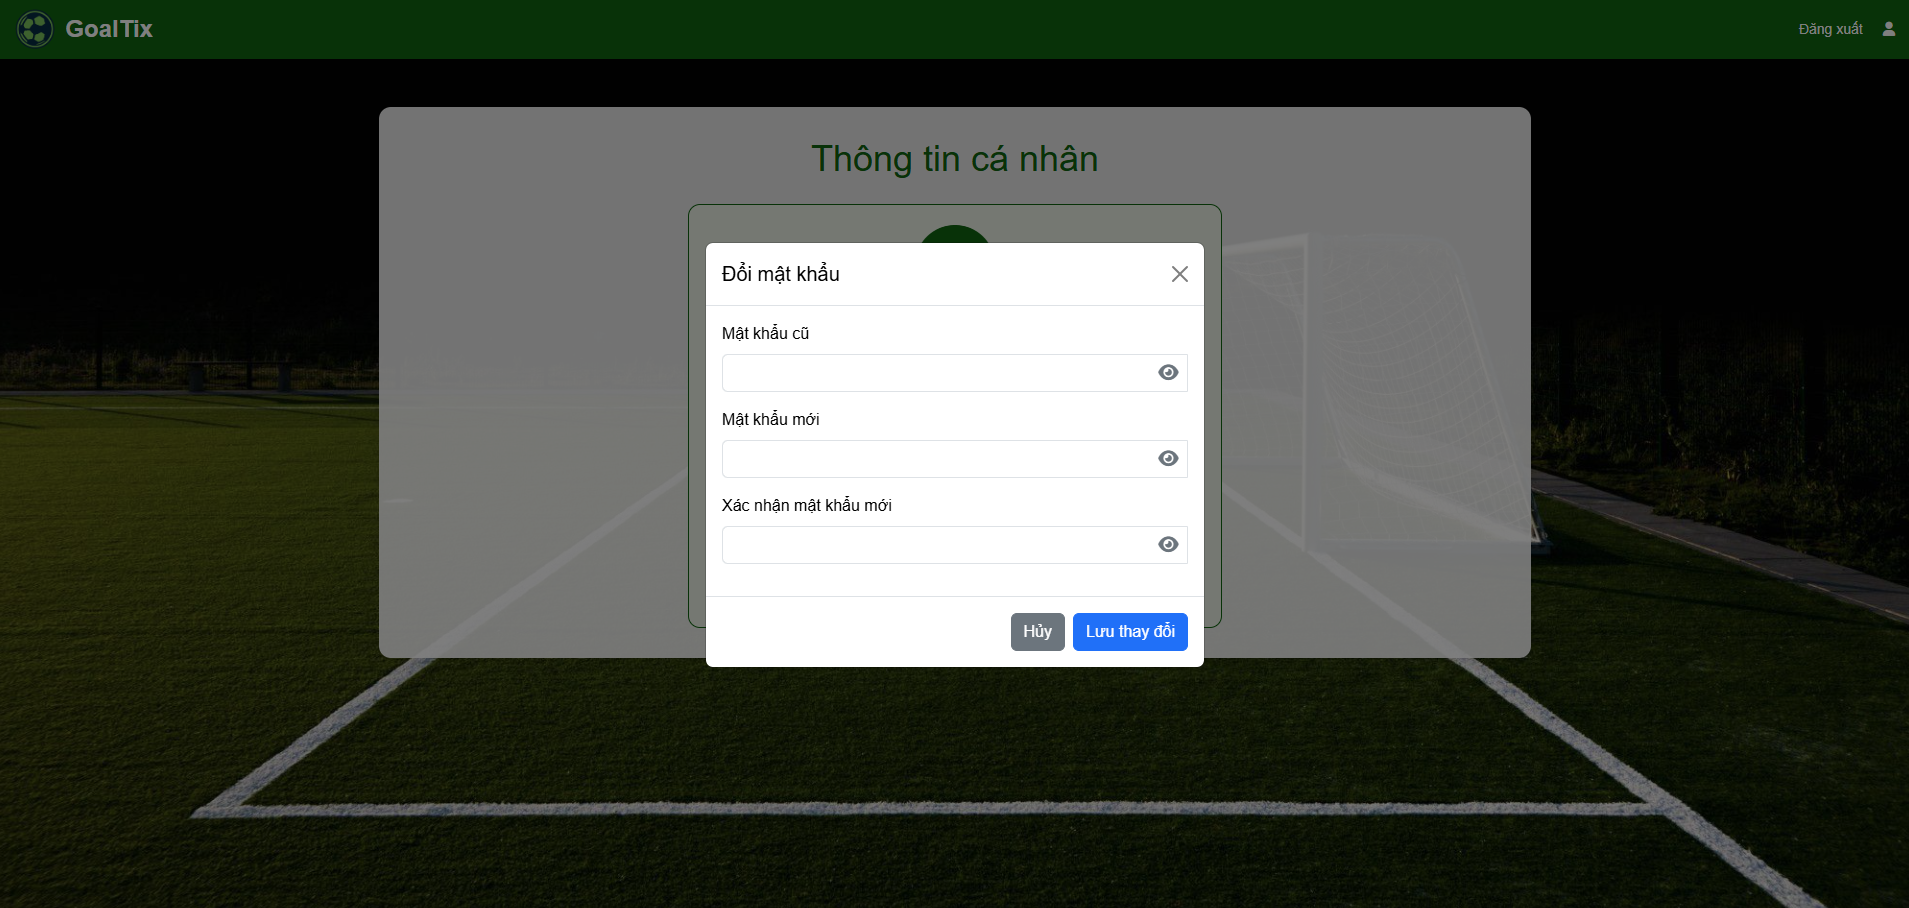 GoalTix
Đăng xuất
Thông tin cá nhân
Đổi mật khẩu
Mật khẩu cũ
Mật khẩu mới
Xác nhận mật khẩu mới
Hủy
Lưu thay đổi